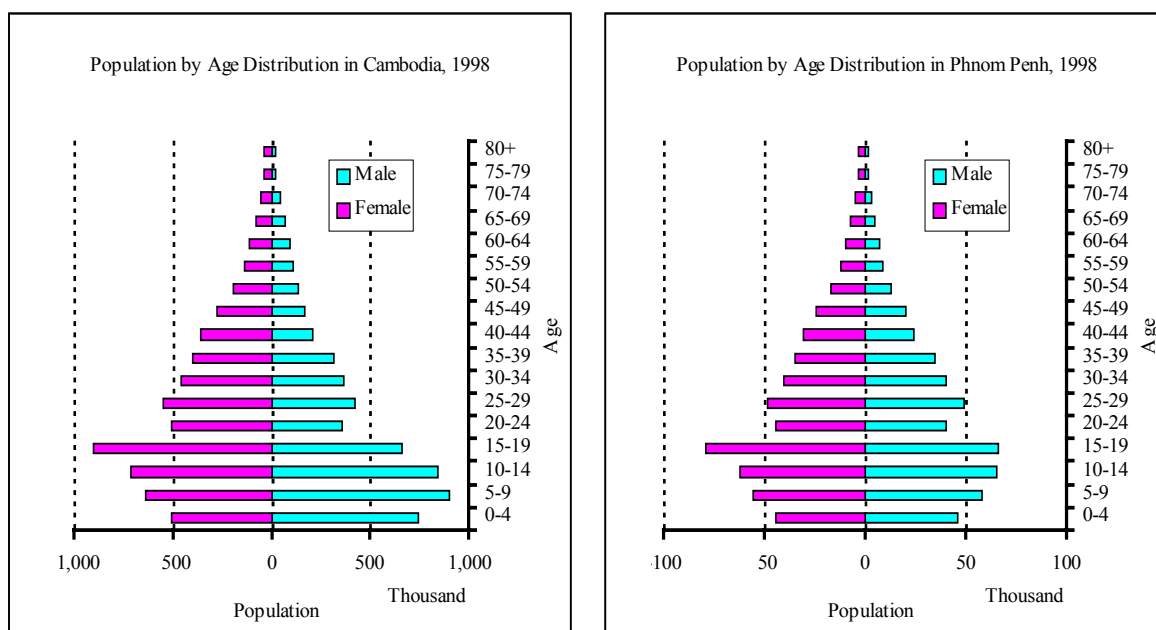 Population by Age Distribution in Cambodia, 1998
80+
75-79
70-74
65-69
60-64
55-59
50-54
45-49
40-44
35-39
30-34
25-29
20-24
15-19
10-14
5-9
0-4
Male
Female
Age
1,000 500 0 500 1,000
Thousand
Population
Population by Age Distribution in Phnom Penh, 1998
80+
75-79
70-74
65-69
60-64
55-59
50-54
45-49
40-44
35-39
30-34
25-29
20-24
15-19
10-14
5-9
0-4
Male
Female
Age
-100 50 0 50 100
Thousand
Population